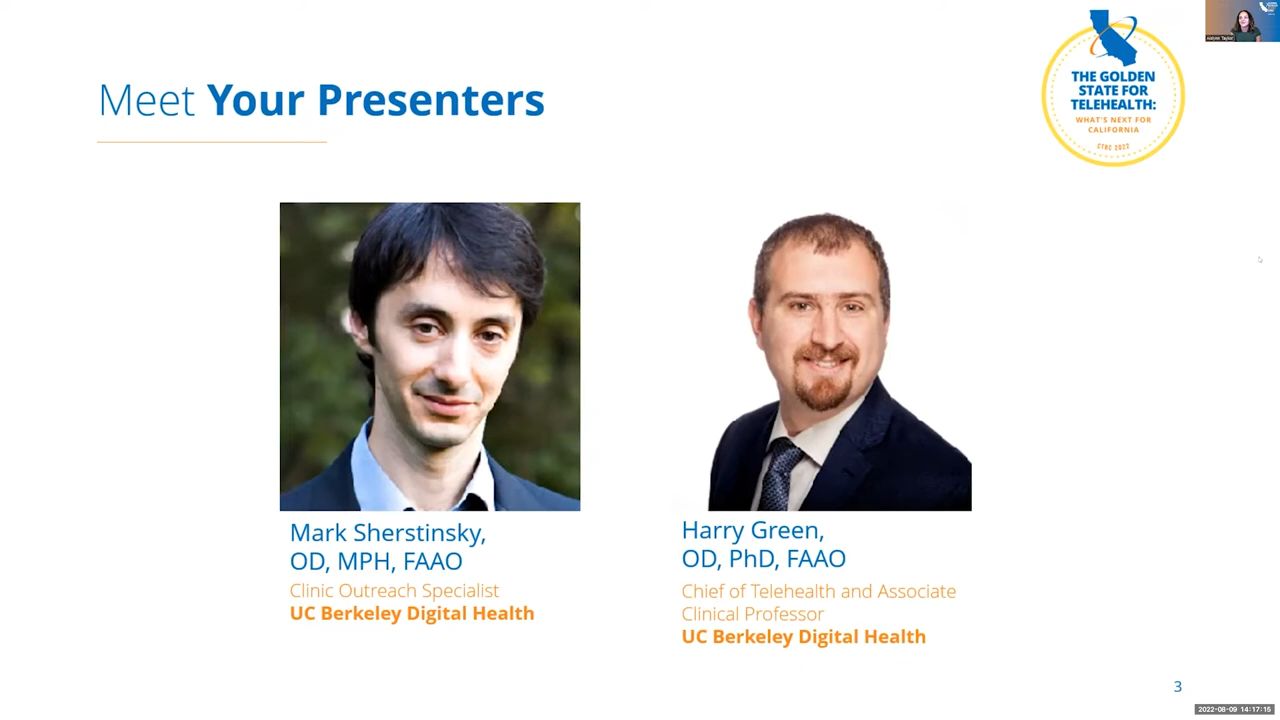 Meet Your Presenters
THE GOLDEN
STATE FOR
TELEHEALTH:
WHAT'S NEXT FOR
CALIFORNIA
CTRC 2022
Mark Sherstinsky,
OD, MPH, FAAO
Clinic Outreach Specialist
UC Berkeley Digital Health
Harry Green,
OD, PhD, FAAO
Chief of Telehealth and Associate
Clinical Professor
UC Berkeley Digital Health
3
2022-08-09 14:17:15